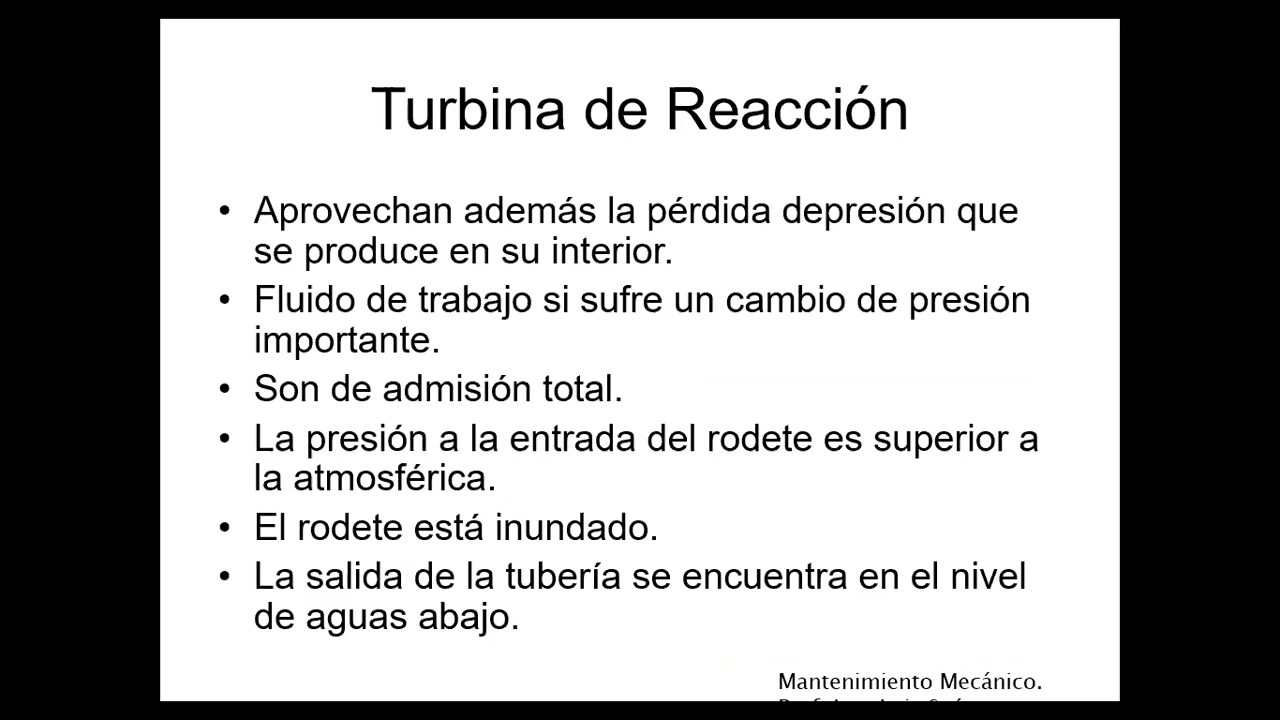 Turbina de Reacción
• Aprovechan además la pérdida depresión que
se produce en su interior.
• Fluido de trabajo si sufre un cambio de presión
importante.
• Son de admisión total.
• La presión a la entrada del rodete es superior a
la atmosférica.
• El rodete está inundado.
• La salida de la tubería se encuentra en el nivel
de aguas abajo.
Mantenimiento Mecánico.